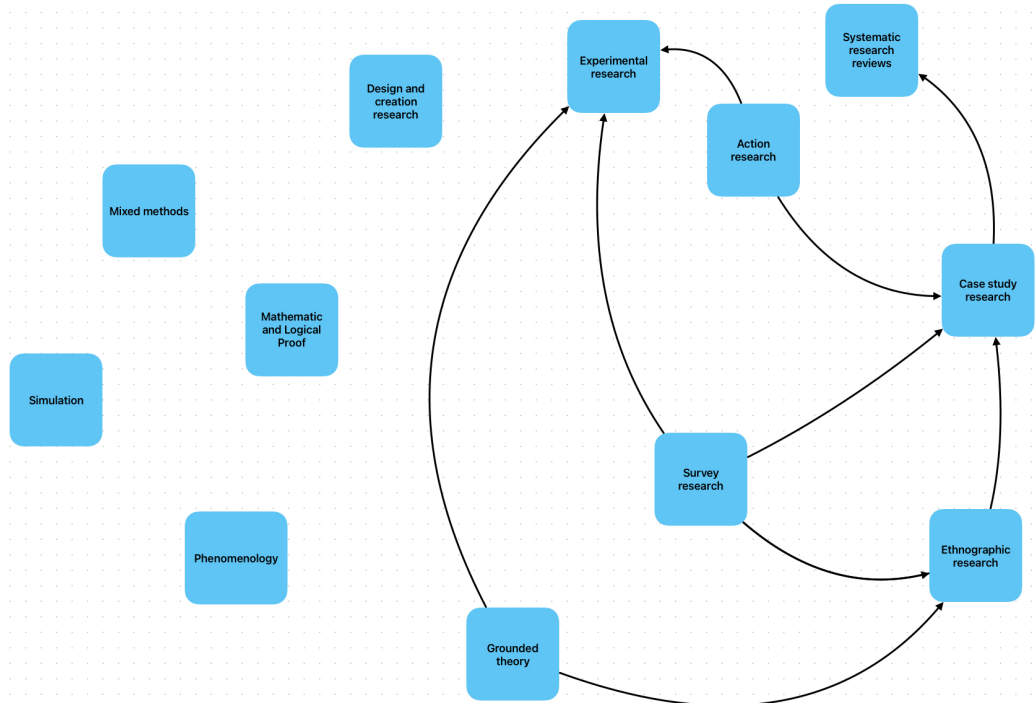 Systematic
research
reviews
Experimental
research
Design and
creation
research
Action
research
Mixed methods
Case study
research
Mathematic
and Logical
Proof
Simulation
Survey
research
Ethnographic
research
Phenomenology
Grounded
theory